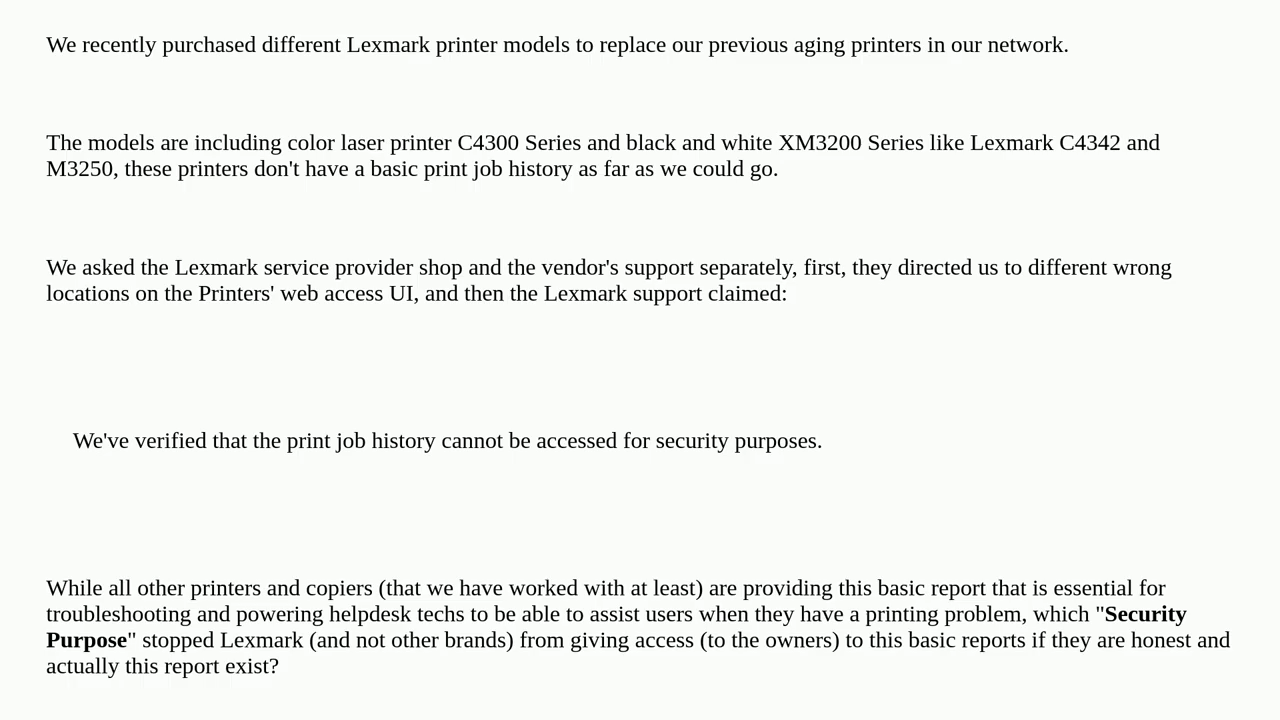 We recently purchased different Lexmark printer models to replace our previous aging printers in our network.
The models are including color laser printer C4300 Series and black and white XM3200 Series like Lexmark C4342 and
M3250, these printers don't have a basic print job history as far as we could go.
We asked the Lexmark service provider shop and the vendor's support separately, first, they directed us to different wrong
locations on the Printers' web access UI, and then the Lexmark support claimed:
We've verified that the print job history cannot be accessed for security purposes.
While all other printers and copiers (that we have worked with at least) are providing this basic report that is essential for
troubleshooting and powering helpdesk techs to be able to assist users when they have a printing problem, which "Security
Purpose" stopped Lexmark (and not other brands) from giving access (to the owners) to this basic reports if they are honest and
actually this report exist?